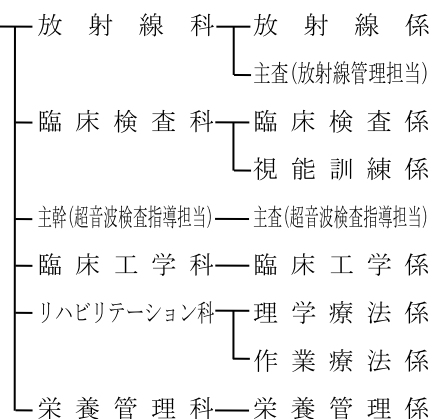 放射線科 放射線係
主査(放射線管理担当)
臨床検査科 臨床検査係
視能訓練係
主幹(超音波検査指導担当) 主査(超音波検査指導担当)
臨床工学科 臨床工学係
リハビリテーション科 理学療法係
作業療法係
栄養管理科 栄養管理係